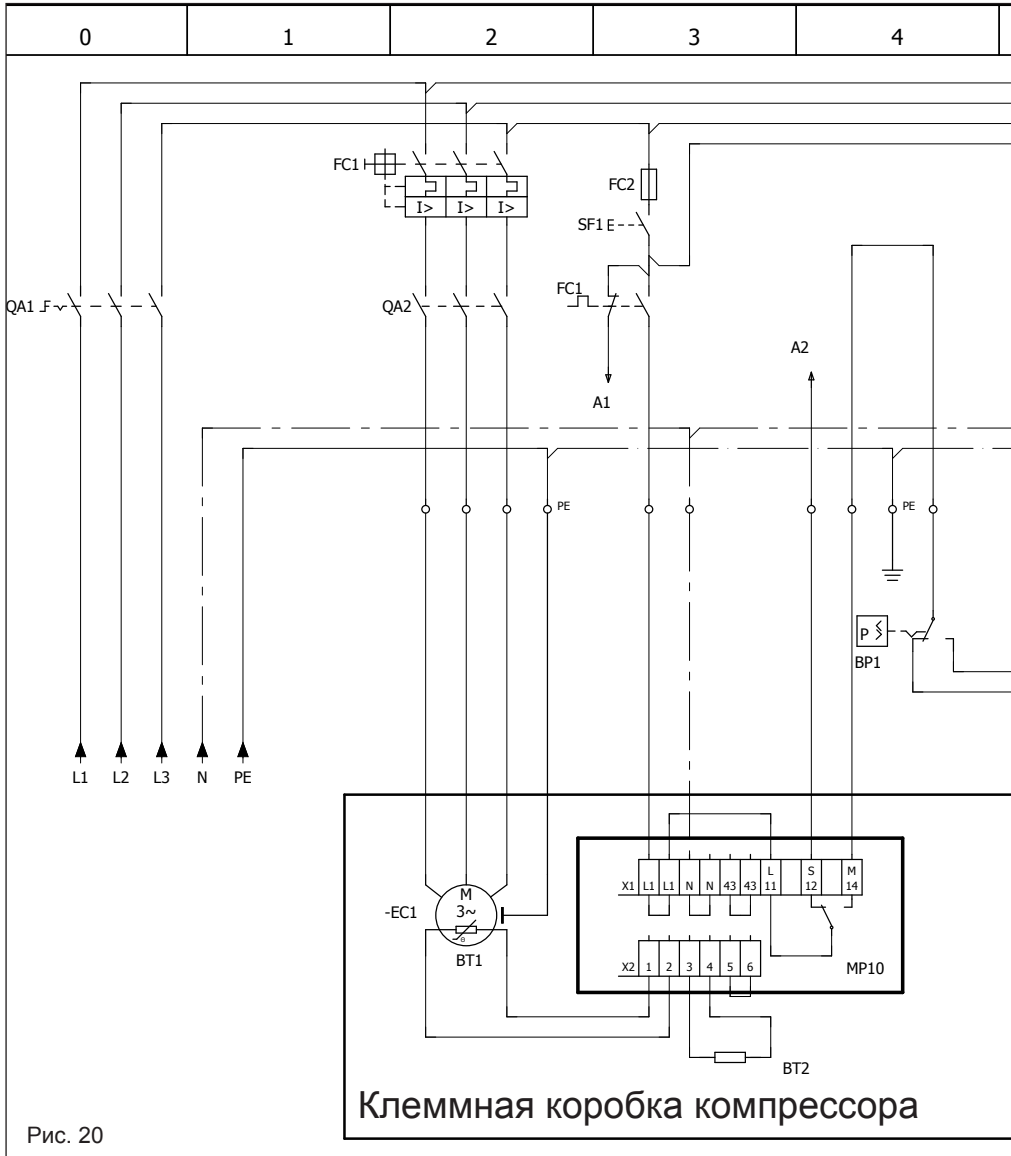 0 1 2 3 4
FC1
I> I> I>
FC2
SF1
QA1
QA2
FC1
A2
A1
PE
PE
P
BP1
L1 L2 L3 N PE
M
3~
-EC1
θ
BT1
L S M
X1 L1 L1 N N 43 43 11 12 14
X2 1 2 3 4 5 6
MP10
BT2
Клеммная коробка компрессора
Рис. 20